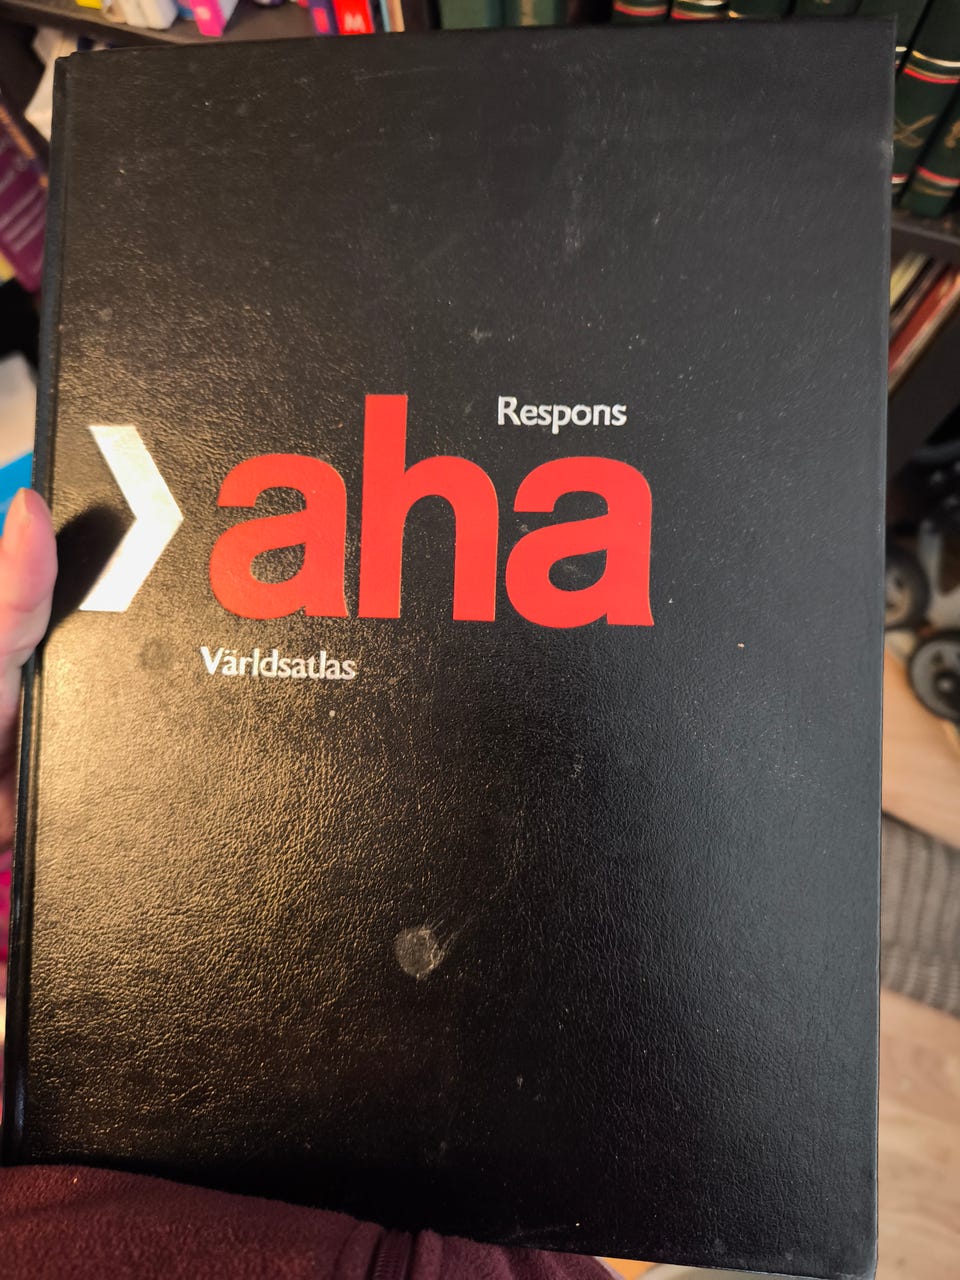 Respons
aha
Världsatlas
M